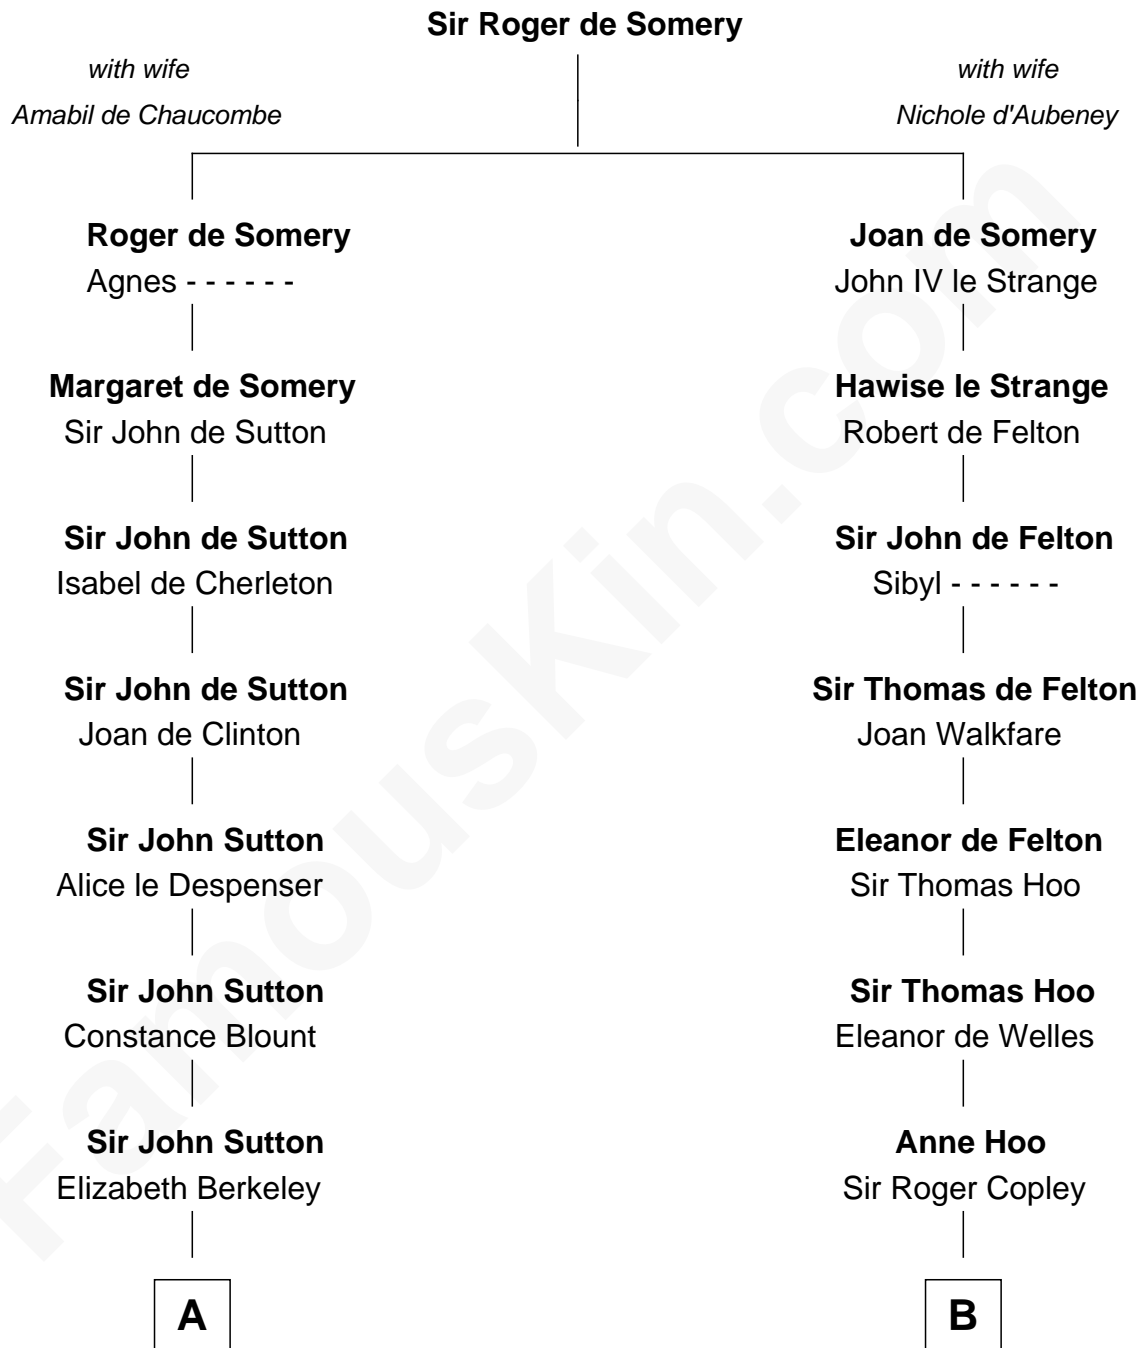 Sir Roger de Somery
with wife
Amabil de Chaucombe
with wife
Nichole d'Aubeney
Roger de Somery
Agnes - - - - - -
Joan de Somery
John IV le Strange
Margaret de Somery
Sir John de Sutton
Hawise le Strange
Robert de Felton
Sir John de Sutton
Isabel de Cherleton
Sir John de Felton
Sibyl - - - - - -
Sir John de Sutton
Joan de Clinton
Sir Thomas de Felton
Joan Walkfare
Sir John Sutton
Alice le Despenser
Eleanor de Felton
Sir Thomas Hoo
Sir John Sutton
Constance Blount
Sir Thomas Hoo
Eleanor de Welles
Sir John Sutton
Elizabeth Berkeley
Anne Hoo
Sir Roger Copley
A
B
FamousKin.com